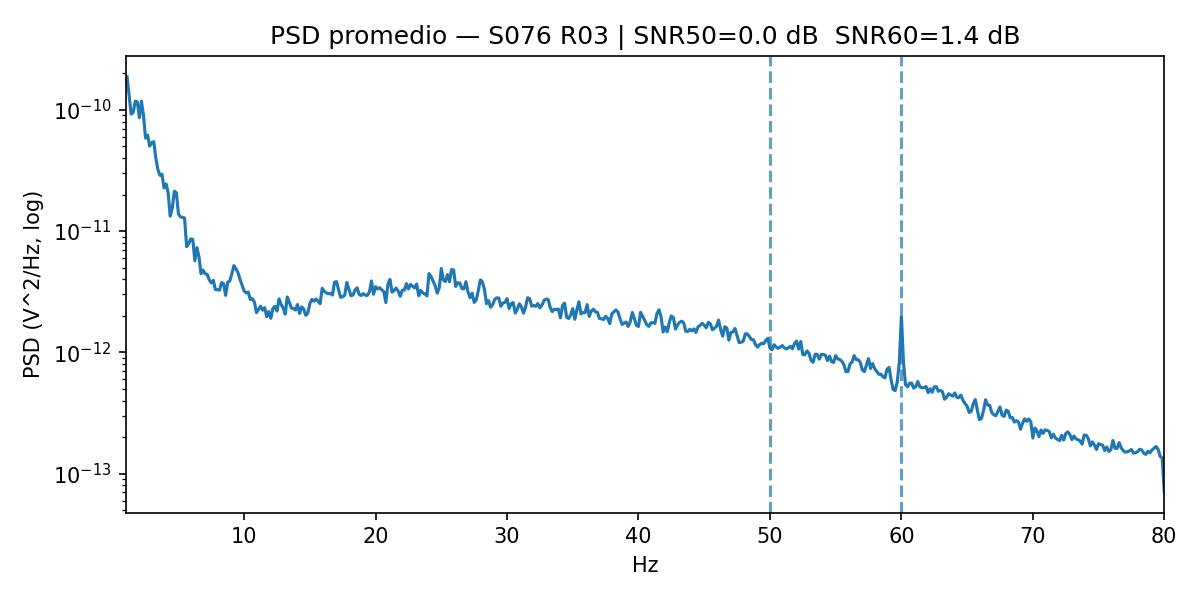 PSD promedio — S076 R03 | SNR50=0.0 dB  SNR60=1.4 dB
PSD (V^2/Hz, log)
10⁻¹⁰
10⁻¹¹
10⁻¹²
10⁻¹³
10 20 30 40 50 60 70 80
Hz